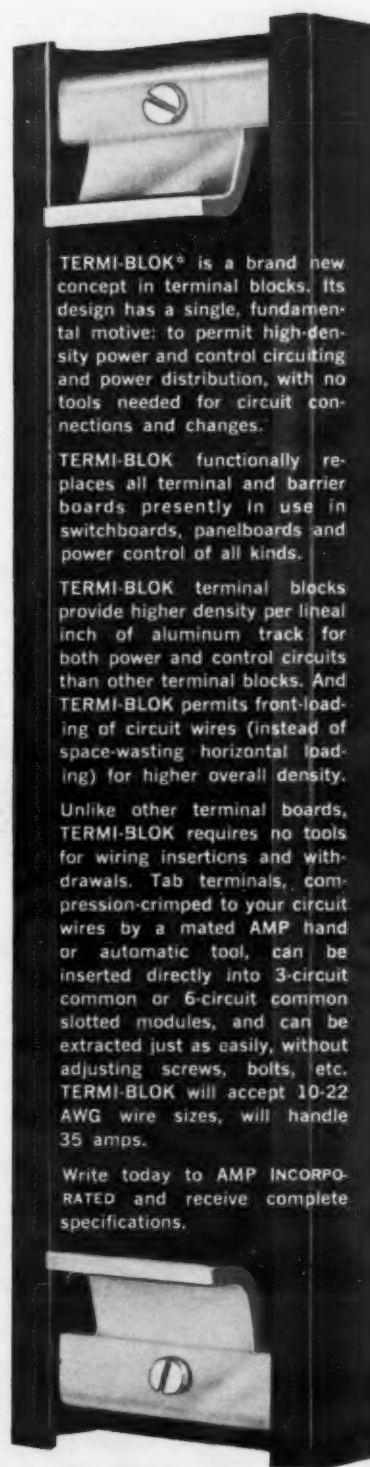 TERMI-BLOK* is a brand new
concept in terminal blocks. Its
design has a single, fundamen-
tal motive: to permit high-den-
sity power and control circuiting
and power distribution, with no
tools needed for circuit con-
nections and changes.
TERMI-BLOK functionally re-
places all terminal and barrier
boards presently in use in
switchboards, panelboards and
power control of all kinds.
TERMI-BLOK terminal blocks
provide higher density per lineal
inch of aluminum track for
both power and control circuits
than other terminal blocks. And
TERMI-BLOK permits front-load-
ing of circuit wires (instead of
space-wasting horizontal load-
ing) for higher overall density.
Unlike other terminal boards,
TERMI-BLOK requires no tools
for wiring insertions and with-
drawals. Tab terminals, com-
pression-crimped to your circuit
wires by a mated AMP hand
or automatic tool, can be
inserted directly into 3-circuit
common or 6-circuit common
slotted modules, and can be
extracted just as easily, without
adjusting screws, bolts, etc.
TERMI-BLOK will accept 10-22
AWG wire sizes, will handle
35 amps.
Write today to AMP INCORPO-
RATED and receive complete
specifications.